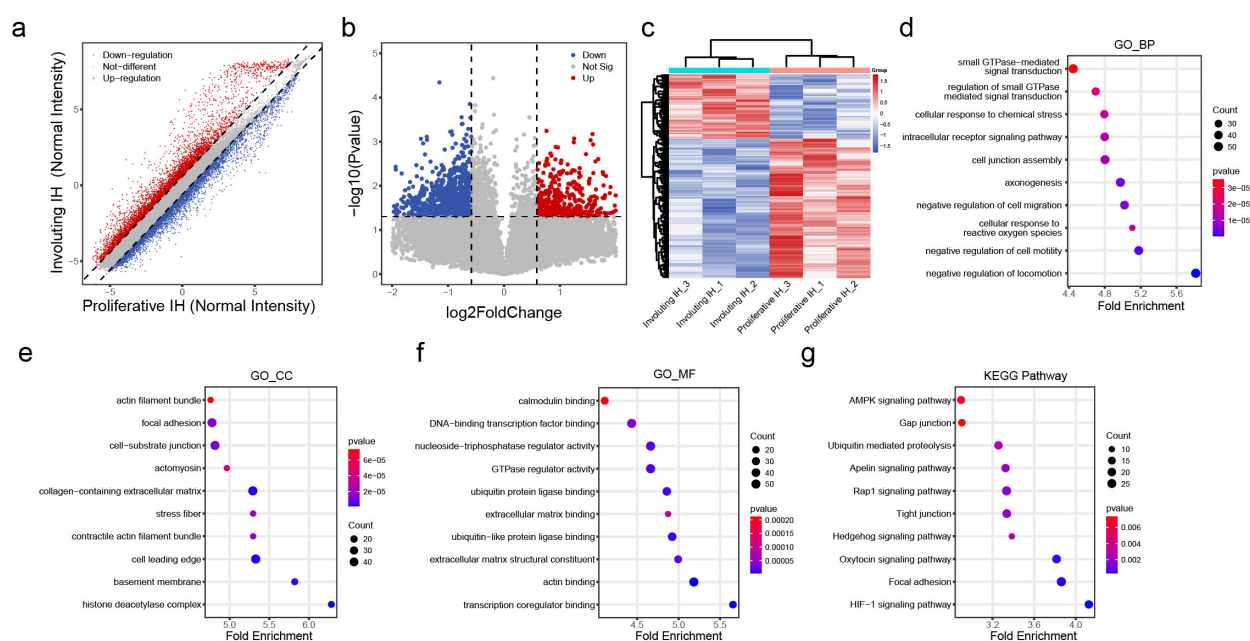 a
Down-regulation
Not-different
Up-regulation
Involuting IH (Normal Intensity)
5
0
-5
-5
0
5
Proliferative IH (Normal Intensity)
b
Down
Not Sig
Up
−log10(Pvalue)
5
4
3
2
1
0
−2
−1
0
1
log2FoldChange
c
Group
1.5
1
0.5
0
−0.5
−1
−1.5
Involuting IH_3
Involuting IH_1
Involuting IH_2
Proliferative IH_3
Proliferative IH_1
Proliferative IH_2
d
GO_BP
small GTPase−mediated
signal transduction
regulation of small GTPase
mediated signal transduction
cellular response to chemical stress
intracellular receptor signaling pathway
cell junction assembly
axonogenesis
negative regulation of cell migration
cellular response to
reactive oxygen species
negative regulation of cell motility
negative regulation of locomotion
4.4
4.8
5.2
5.6
Fold Enrichment
Count
30
40
50
pvalue
3e−05
2e−05
1e−05
e
GO_CC
actin filament bundle
focal adhesion
cell−substrate junction
actomyosin
collagen−containing extracellular matrix
stress fiber
contractile actin filament bundle
cell leading edge
basement membrane
histone deacetylase complex
5.0
5.5
6.0
Fold Enrichment
pvalue
6e−05
4e−05
2e−05
Count
20
30
40
f
GO_MF
calmodulin binding
DNA−binding transcription factor binding
nucleoside−triphosphatase regulator activity
GTPase regulator activity
ubiquitin protein ligase binding
extracellular matrix binding
ubiquitin−like protein ligase binding
extracellular matrix structural constituent
actin binding
transcription coregulator binding
4.5
5.0
5.5
Fold Enrichment
Count
20
30
40
50
pvalue
0.00020
0.00015
0.00010
0.00005
g
KEGG Pathway
AMPK signaling pathway
Gap junction
Ubiquitin mediated proteolysis
Apelin signaling pathway
Rap1 signaling pathway
Tight junction
Hedgehog signaling pathway
Oxytocin signaling pathway
Focal adhesion
HIF−1 signaling pathway
3.2
3.6
4.0
Fold Enrichment
Count
10
15
20
25
pvalue
0.006
0.004
0.002